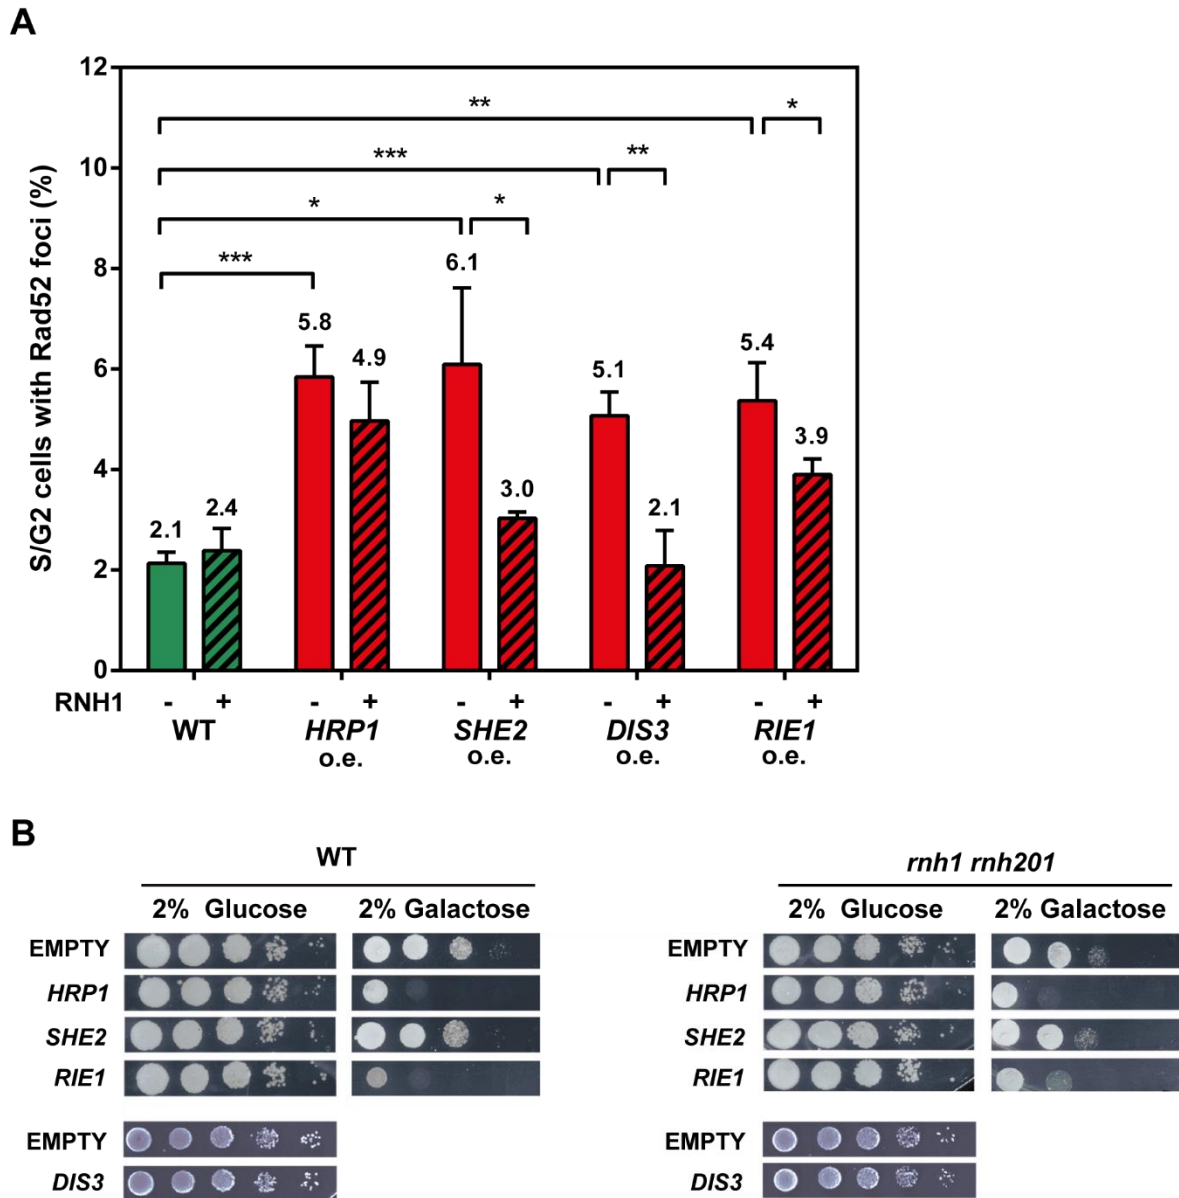 A
S/G2 cells with Rad52 foci (%)
12
10
8
6
4
2
0
** *
*** **
* *
***
2.1 2.4 5.8 4.9 6.1 3.0 5.1 2.1 5.4 3.9
RNH1 - + - + - + - + - +
WT HRP1 SHE2 DIS3 RIE1
o.e. o.e. o.e. o.e.
B
WT
2% Glucose 2% Galactose
EMPTY
HRP1
SHE2
RIE1
EMPTY
DIS3
rnh1 rnh201
2% Glucose 2% Galactose
EMPTY
HRP1
SHE2
RIE1
EMPTY
DIS3